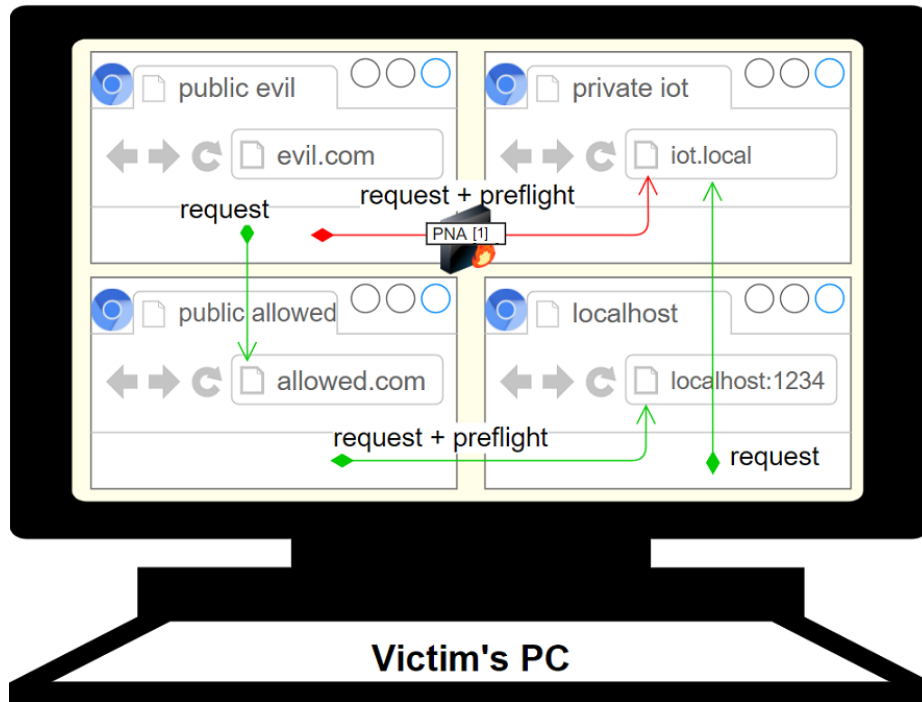 public evil
evil.com
request
private iot
iot.local
request + preflight
PNA [1]
public allowed
allowed.com
localhost
localhost:1234
request + preflight
request
Victim's PC